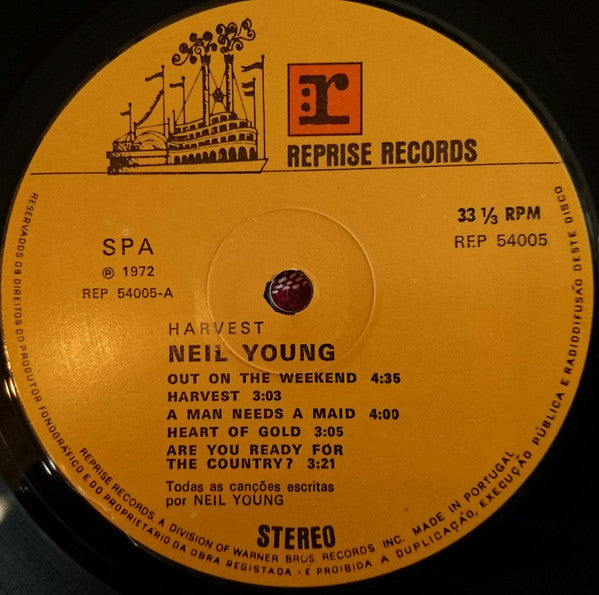 r:
REPRISE RECORDS
33 ⅓ RPM
REP 54005
SPA
℗ 1972
REP 54005-A
HARVEST
NEIL YOUNG
OUT ON THE WEEKEND 4:35
HARVEST 3:03
A MAN NEEDS A MAID 4:00
HEART OF GOLD 3:05
ARE YOU READY FOR
THE COUNTRY? 3:21
Todas as canções escritas
por NEIL YOUNG
STEREO
REPRISE RECORDS A DIVISION OF WARNER BROS. RECORDS INC. MADE IN PORTUGAL
RESERVADOS OS DIREITOS DO PRODUTOR FONOGRÁFICO E DO PROPRIETÁRIO DA OBRA REGISTADA - É PROIBIDA A DUPLICAÇÃO, EXECUÇÃO PÚBLICA E RADIODIFUSÃO DESTE DISCO